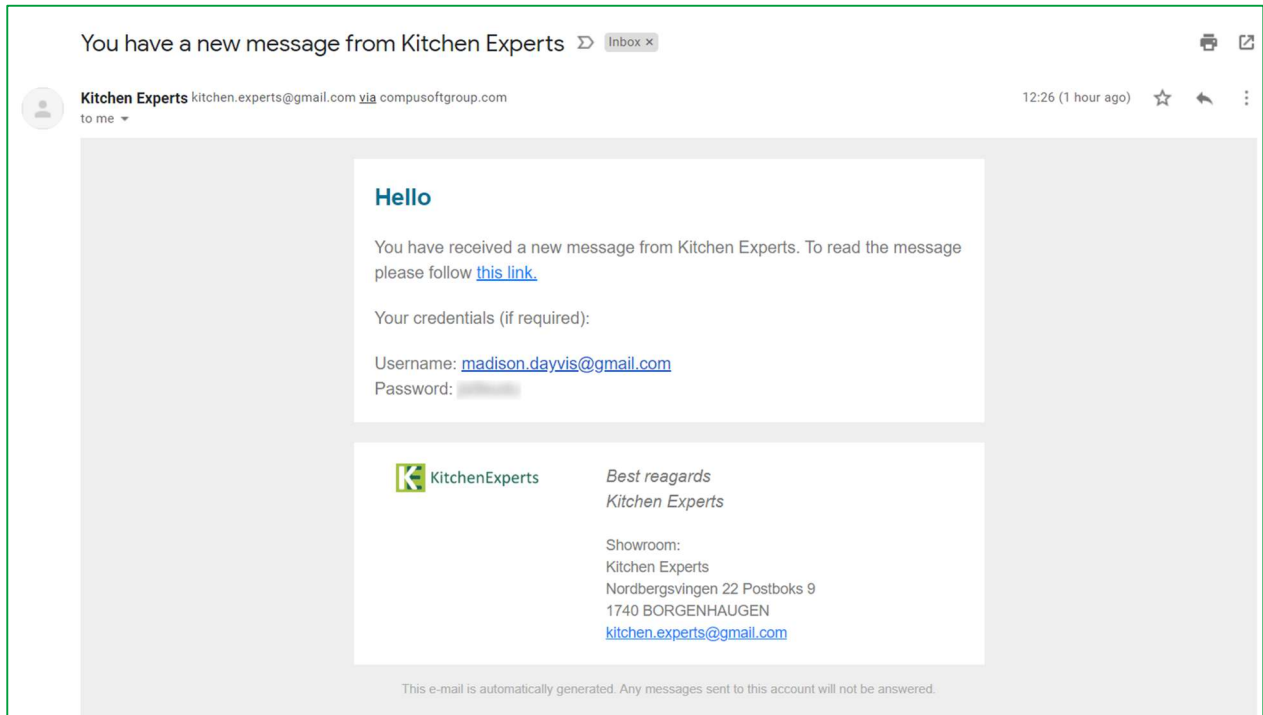 You have a new message from Kitchen Experts Inbox ×
Kitchen Experts kitchen.experts@gmail.com via compusoftgroup.com 12:26 (1 hour ago)
to me
Hello
You have received a new message from Kitchen Experts. To read the message
please follow this link.
Your credentials (if required):
Username: madison.dayvis@gmail.com
Password:
KitchenExperts
Best reagards
Kitchen Experts
Showroom:
Kitchen Experts
Nordbergsvingen 22 Postboks 9
1740 BORGENHAUGEN
kitchen.experts@gmail.com
This e-mail is automatically generated. Any messages sent to this account will not be answered.